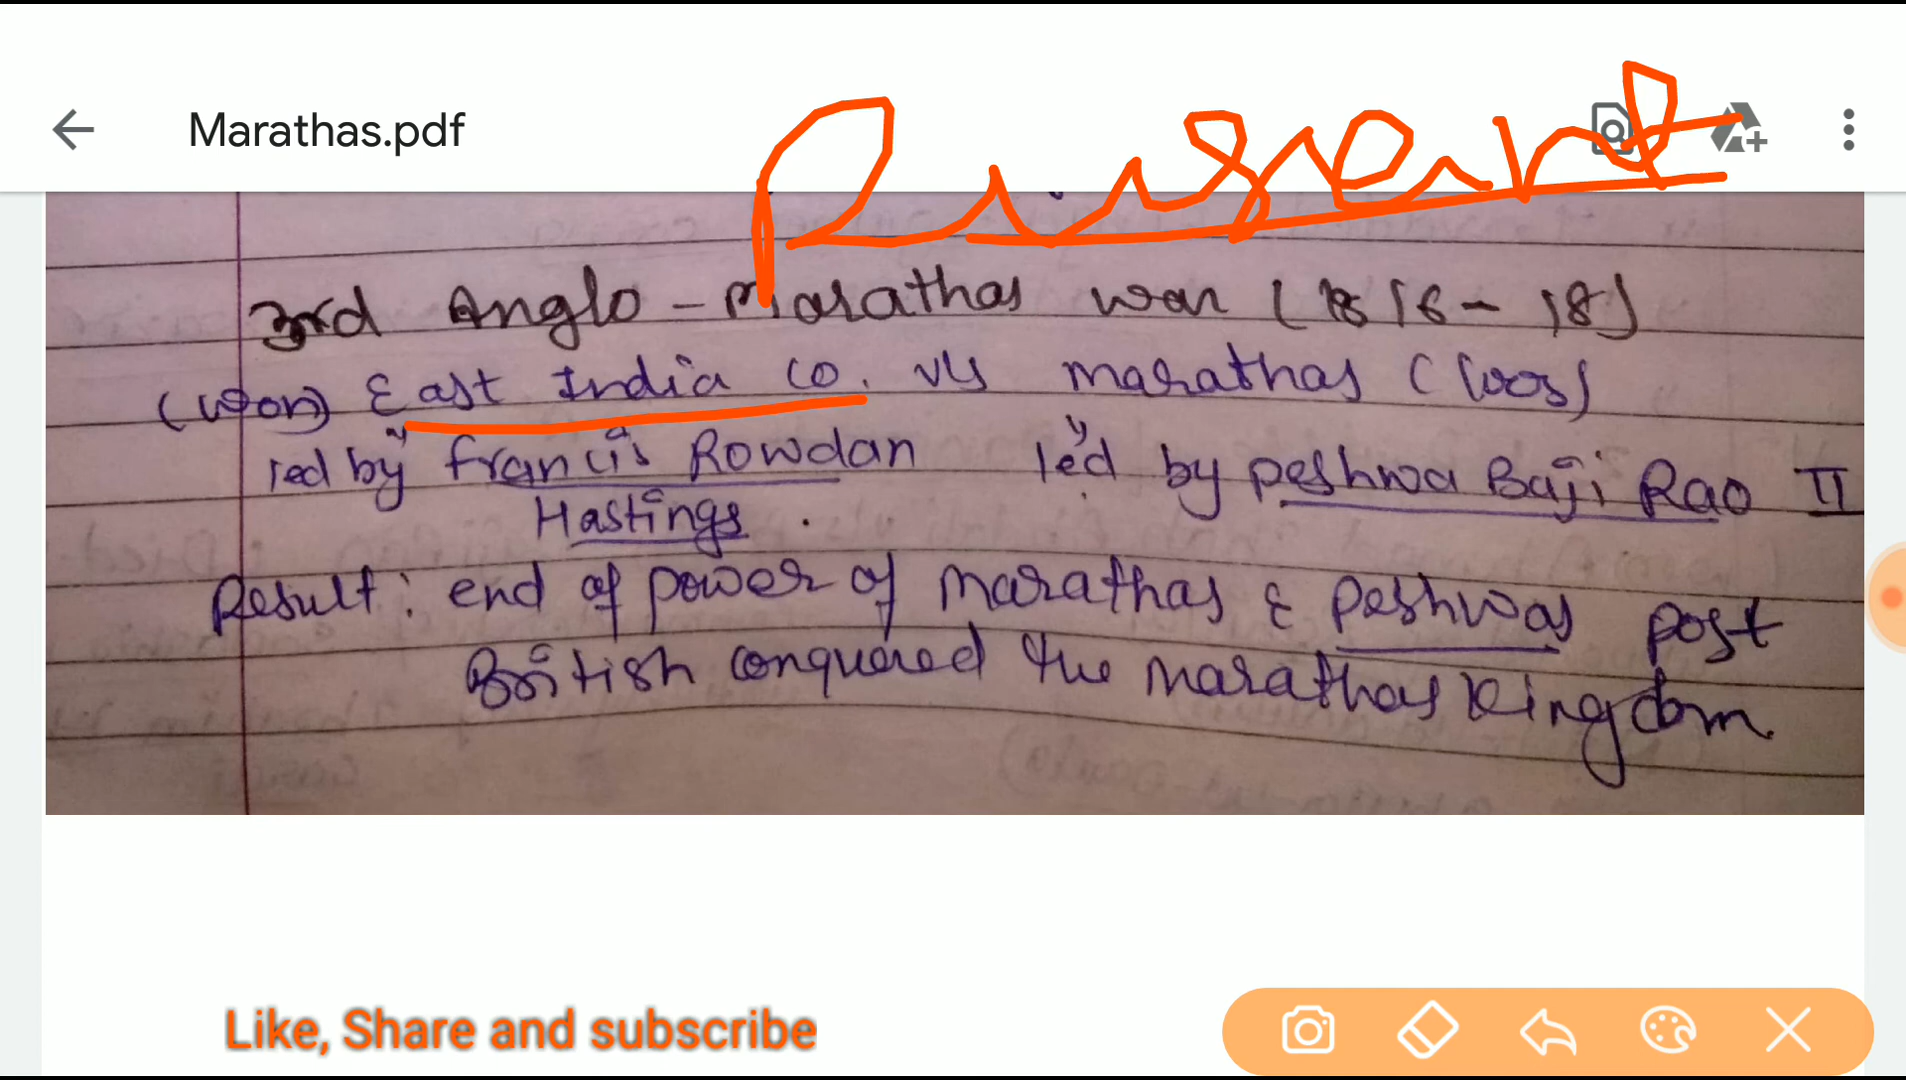 Marathas.pdf
Present
3rd Anglo - Marathas war (1816 - 18)
(won) East India co. v/s marathas (loos)
led by Francis Rowdan led by peshwa Baji Rao II
Hastings.
Result: end of power of marathas & peshwas post
British conquered the marathas kingdom.
Like, Share and subscribe